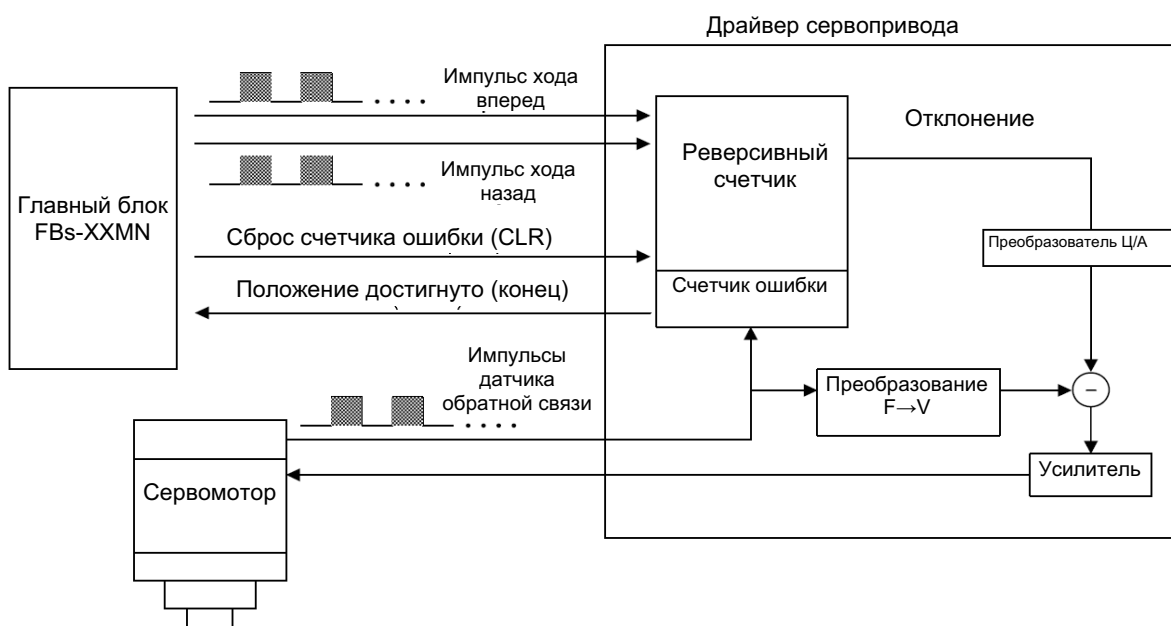 Драйвер сервопривода
Импульс хода
вперед
Импульс хода
назад
Главный блок
FBs-XXMN
Сброс счетчика ошибки (CLR)
Положение достигнуто (конец)
Реверсивный
счетчик
Счетчик ошибки
Отклонение
Преобразователь Ц/А
Импульсы
датчика
обратной связи
Преобразование
F→V
−
Усилитель
Сервомотор